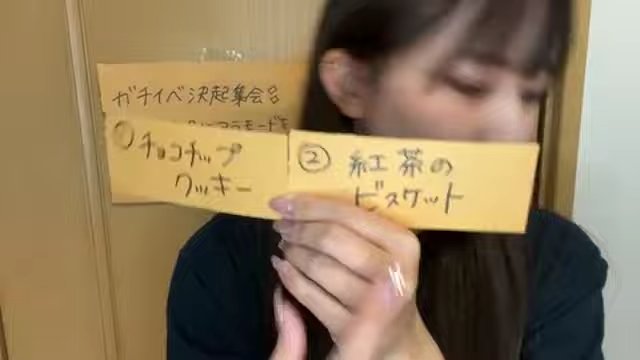 ガチイベ決起集会
① チョコチップ
クッキー
② 紅茶の
ビスケット